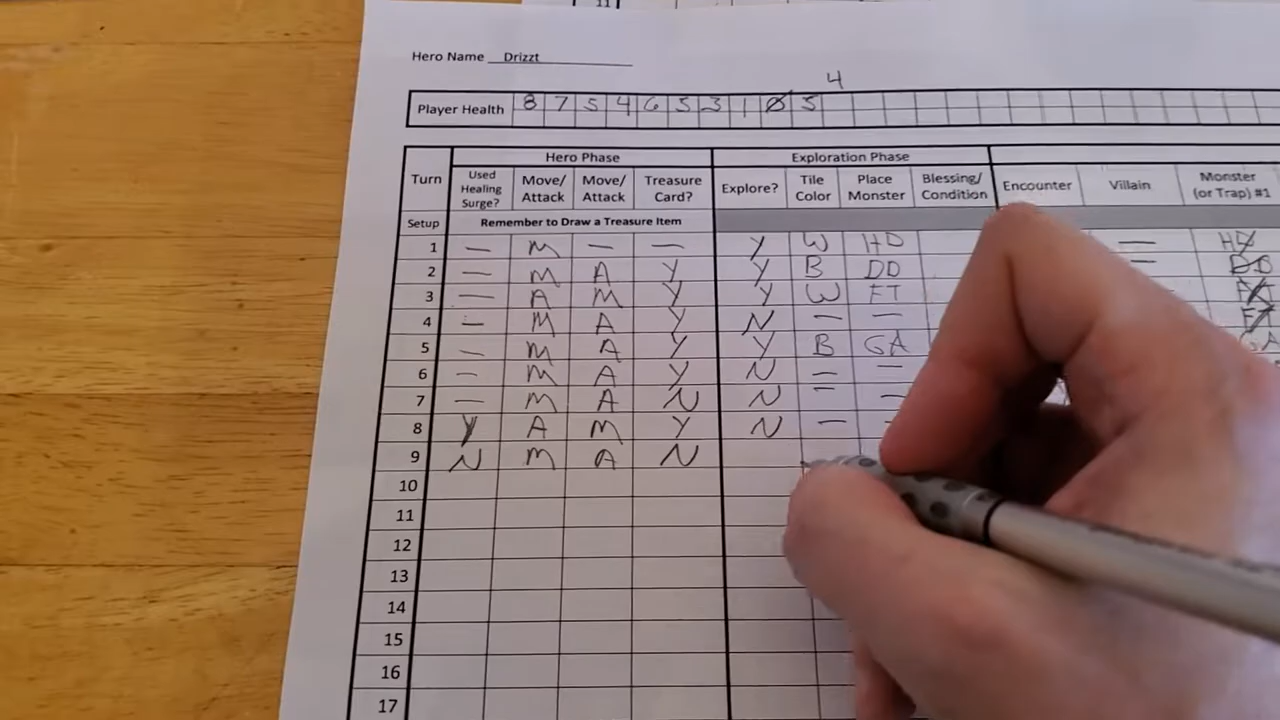 11
Hero Name Drizzt
4
Player Health 8 7 5 4 6 5 3 1 Ø 5
Hero Phase Exploration Phase
Turn Used Healing Surge? Move/ Attack Move/ Attack Treasure Card? Explore? Tile Color Place Monster Blessing/ Condition Encounter Villain Monster (or Trap) #1
Setup Remember to Draw a Treasure Item
1 — M — — Y W HD —
2 — M A Y Y B DD — DD
3 — A M Y Y W FT
4 — M A Y N — —
5 — M A Y Y B GA GA
6 — M A Y N — —
7 — M A N N — —
8 Y A M Y N — -
9 N M A N
10
11
12
13
14
15
16
17